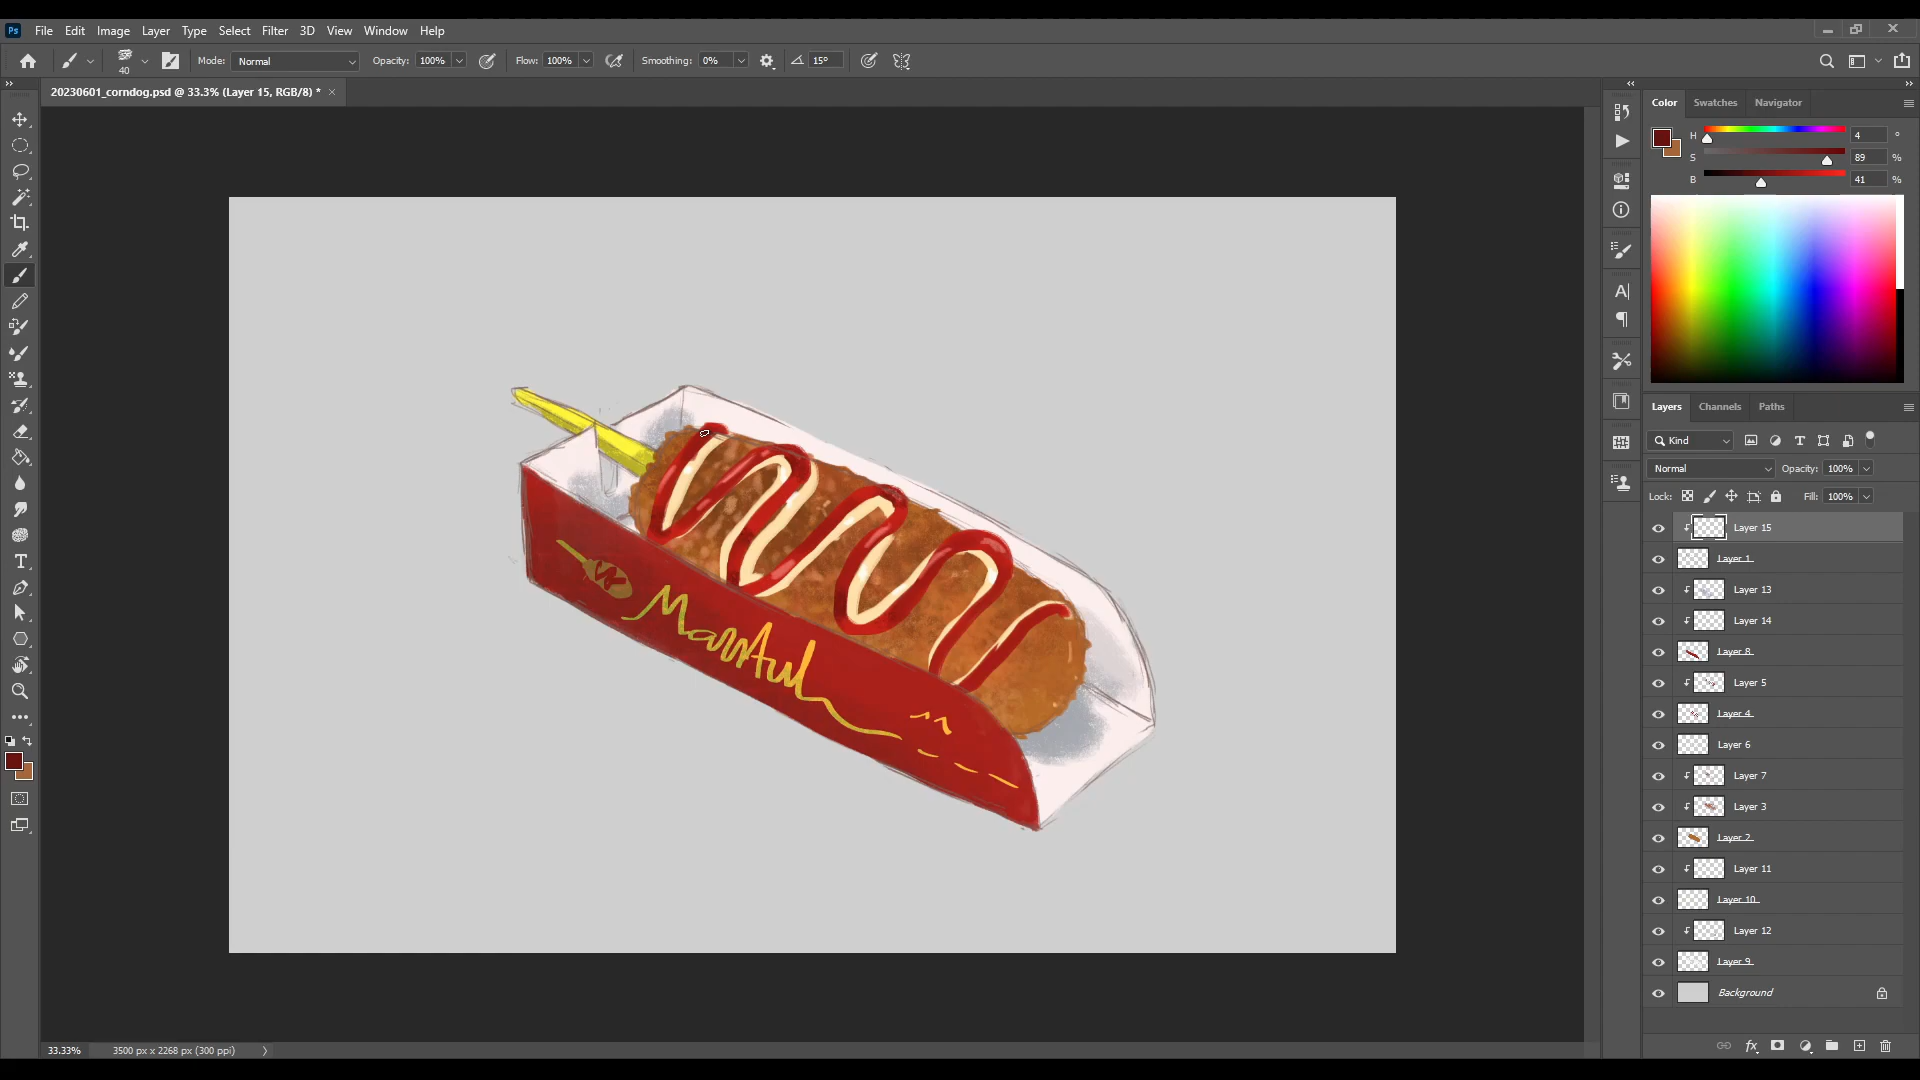 Ps File Edit Image Layer Type Select Filter 3D View Window Help
40 Mode: Normal Opacity: 100% Flow: 100% Smoothing: 0% 15°
20230601_corndog.psd @ 33.3% (Layer 15, RGB/8) * ×
Color Swatches Navigator
H 4 °
S 89 %
B 41 %
Layers Channels Paths
Kind
Normal Opacity: 100%
Lock: Fill: 100%
Layer 15
Layer 1
Layer 13
Layer 14
Layer 8
Layer 5
Layer 4
Layer 6
Layer 7
Layer 3
Layer 2
Layer 11
Layer 10
Layer 12
Layer 9
Background
33.33% 3500 px x 2268 px (300 ppi)